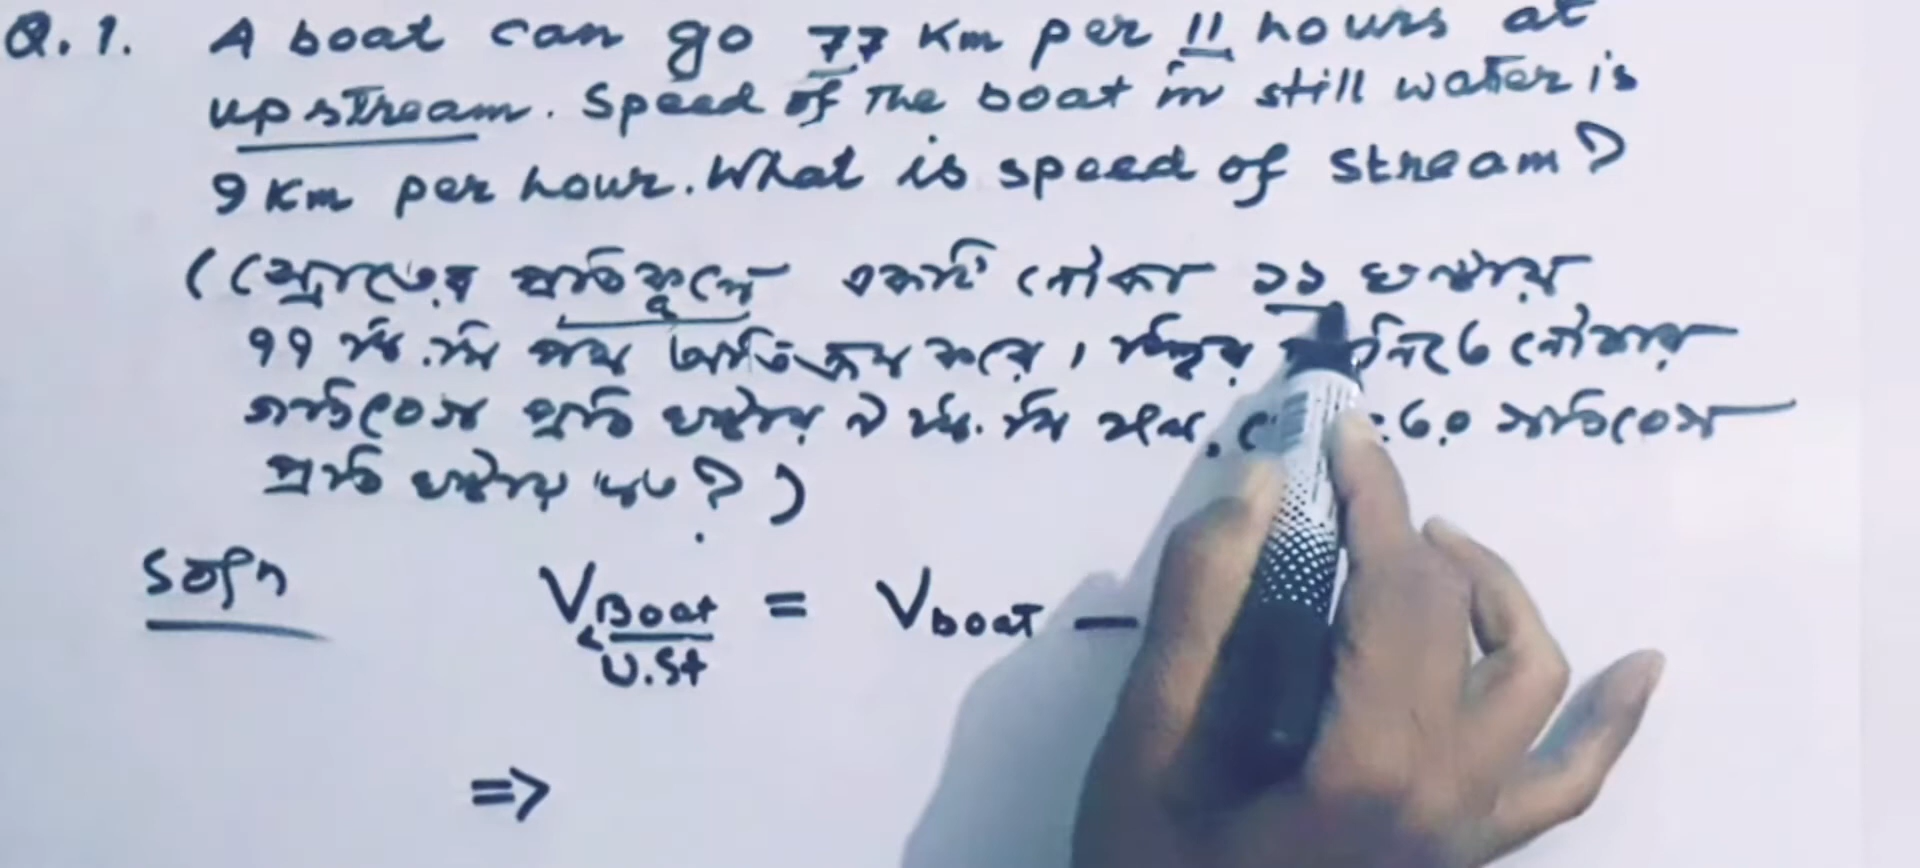 Q.1. A boat can go 77 Km per 11 hours at
upstream. Speed of The boat in still water is
9 Km per hour. What is speed of stream?
(স্রোতের প্রতিকূলে একটি নৌকা ১১ ঘন্টায়
৭৭ কি.মি পথ অতিক্রম করে, স্থির নৌকার
গতিবেগ প্রতি ঘন্টায় ৯ কি.মি হলে, গতিবেগ
প্রতি ঘন্টায় কত?)
Solⁿ V Boat = V boat —
U.St
=>